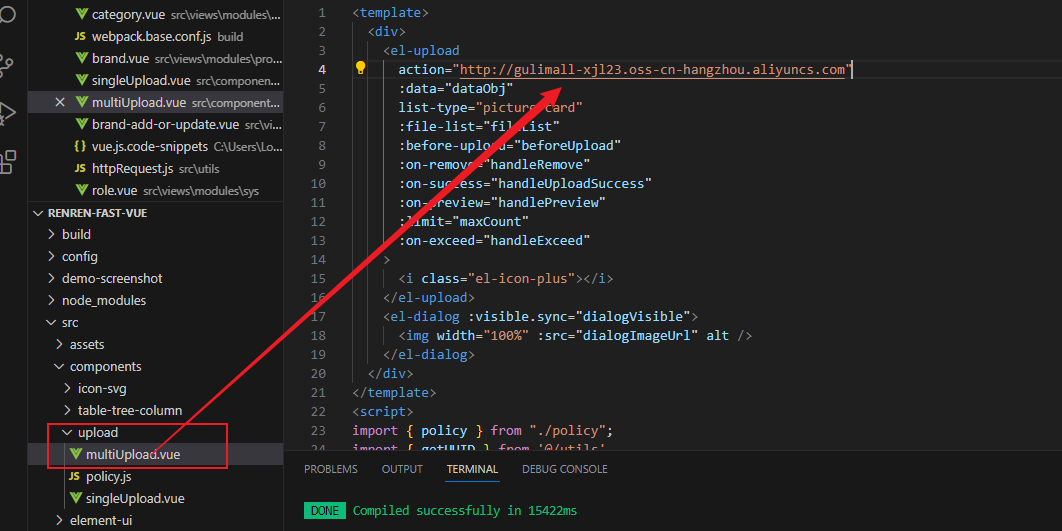 category.vue src\views\modules\...
JS webpack.base.conf.js build
brand.vue src\views\modules\pro...
singleUpload.vue src\componen...
multiUpload.vue src\component...
brand-add-or-update.vue src\vi...
{} vue.js.code-snippets C:\Users\Lo...
JS httpRequest.js src\utils
role.vue src\views\modules\sys
RENREN-FAST-VUE
build
config
demo-screenshot
node_modules
src
assets
components
icon-svg
table-tree-column
upload
multiUpload.vue
JS policy.js
singleUpload.vue
element-ui
1 <template>
2 <div>
3 <el-upload
4 action="http://gulimall-xjl23.oss-cn-hangzhou.aliyuncs.com"
5 :data="dataObj"
6 list-type="picture-card"
7 :file-list="fileList"
8 :before-upload="beforeUpload"
9 :on-remove="handleRemove"
10 :on-success="handleUploadSuccess"
11 :on-preview="handlePreview"
12 :limit="maxCount"
13 :on-exceed="handleExceed"
14 >
15 <i class="el-icon-plus"></i>
16 </el-upload>
17 <el-dialog :visible.sync="dialogVisible">
18 <img width="100%" :src="dialogImageUrl" alt />
19 </el-dialog>
20 </div>
21 </template>
22 <script>
23 import { policy } from "./policy";
24 import { getUUID } from '@/utils'
PROBLEMS OUTPUT TERMINAL DEBUG CONSOLE
DONE Compiled successfully in 15422ms